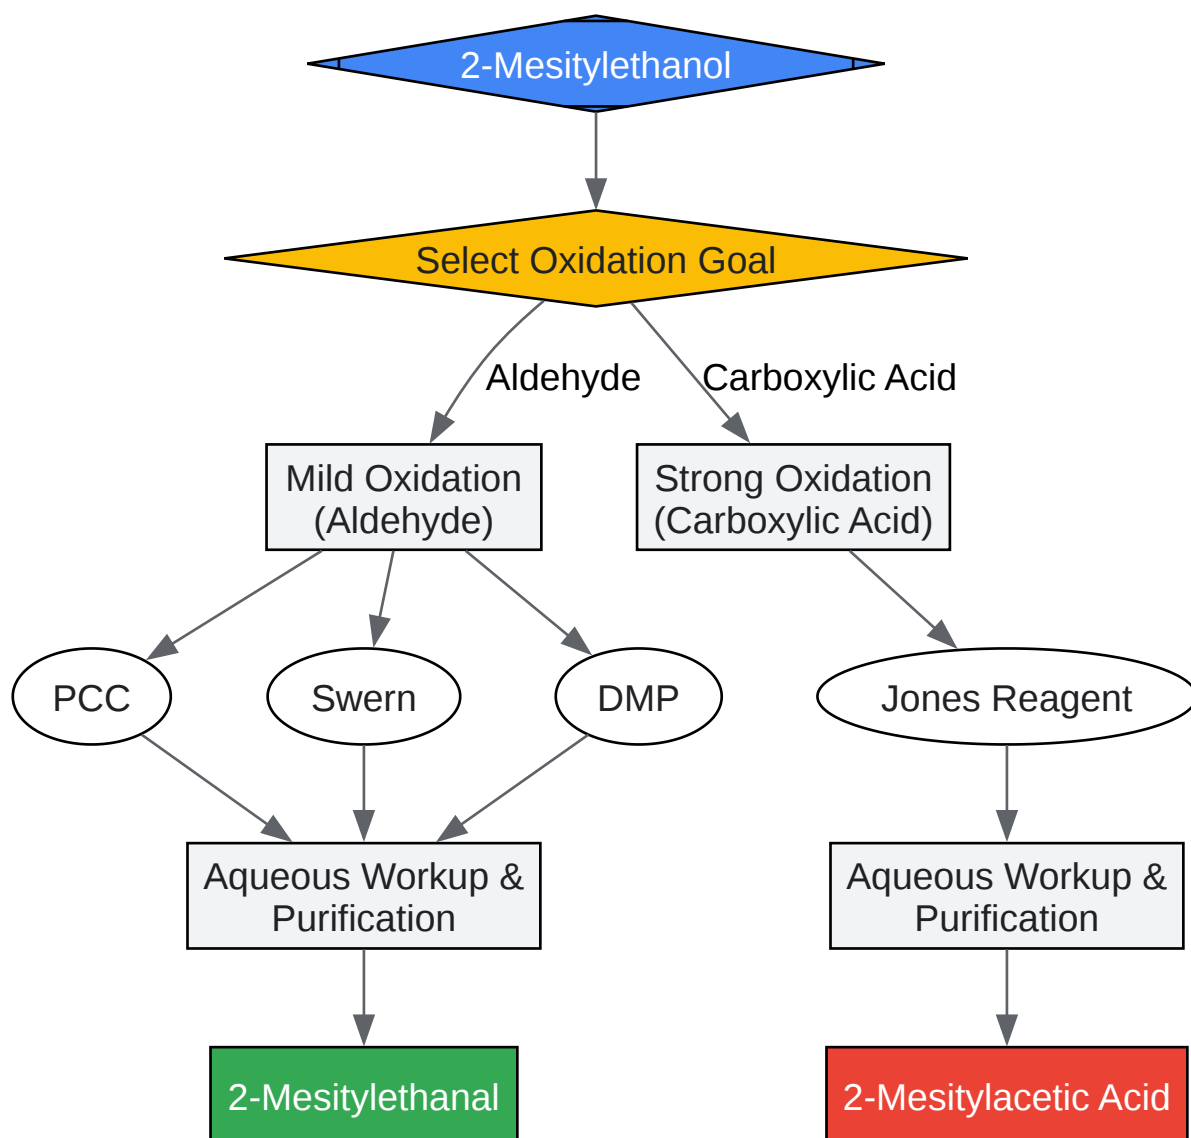 2-Mesitylethanol
Select Oxidation Goal
Aldehyde
Carboxylic Acid
Mild Oxidation
(Aldehyde)
Strong Oxidation
(Carboxylic Acid)
PCC
Swern
DMP
Jones Reagent
Aqueous Workup &
Purification
Aqueous Workup &
Purification
2-Mesitylethanal
2-Mesitylacetic Acid